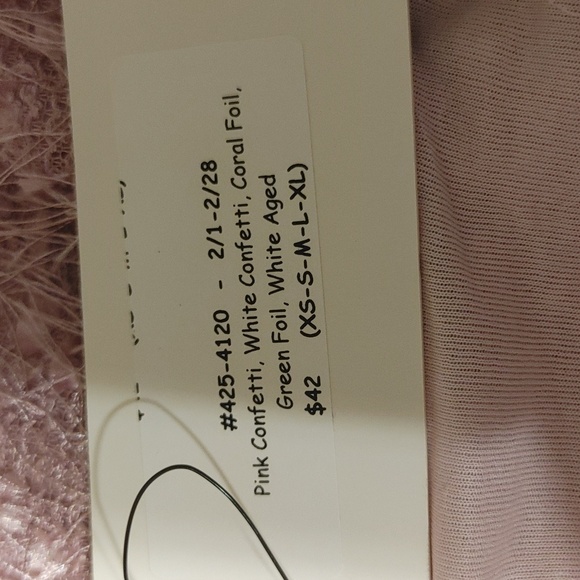 #425-4120 - 2/1-2/28
Pink Confetti, White Confetti, Coral Foil,
Green Foil, White Aged
$42 (XS-S-M-L-XL)